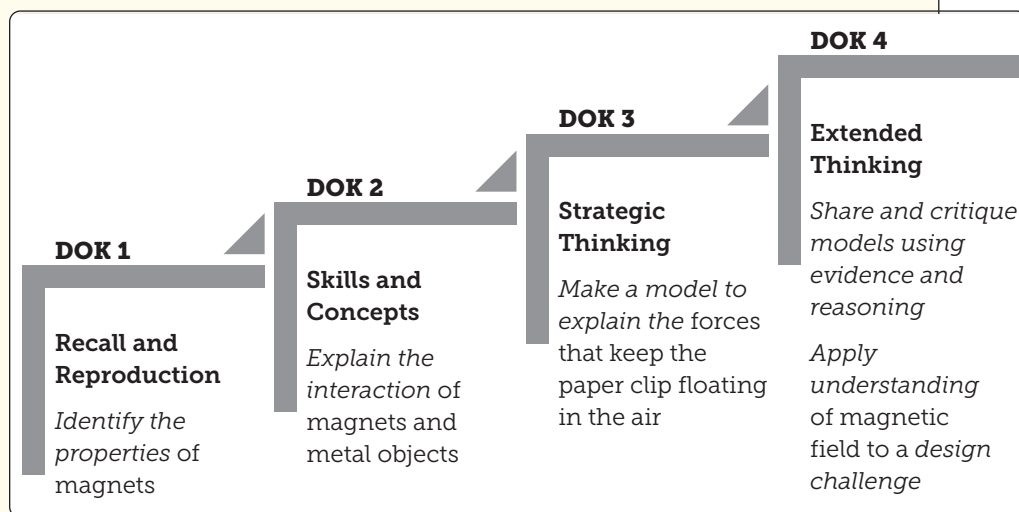 DOK 1
Recall and
Reproduction
Identify the
properties of
magnets
DOK 2
Skills and
Concepts
Explain the
interaction of
magnets and
metal objects
DOK 3
Strategic
Thinking
Make a model to
explain the forces
that keep the
paper clip floating
in the air
DOK 4
Extended
Thinking
Share and critique
models using
evidence and
reasoning
Apply
understanding
of magnetic
field to a design
challenge